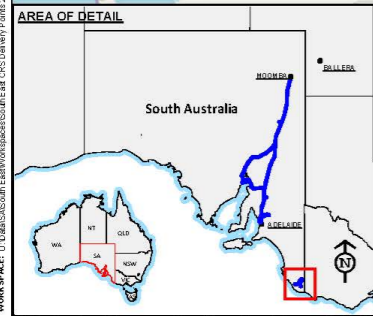 AREA OF DETAIL
MOOMBA
BALLERA
South Australia
ADELAIDE
WA
NT
QLD
SA
NSW
N